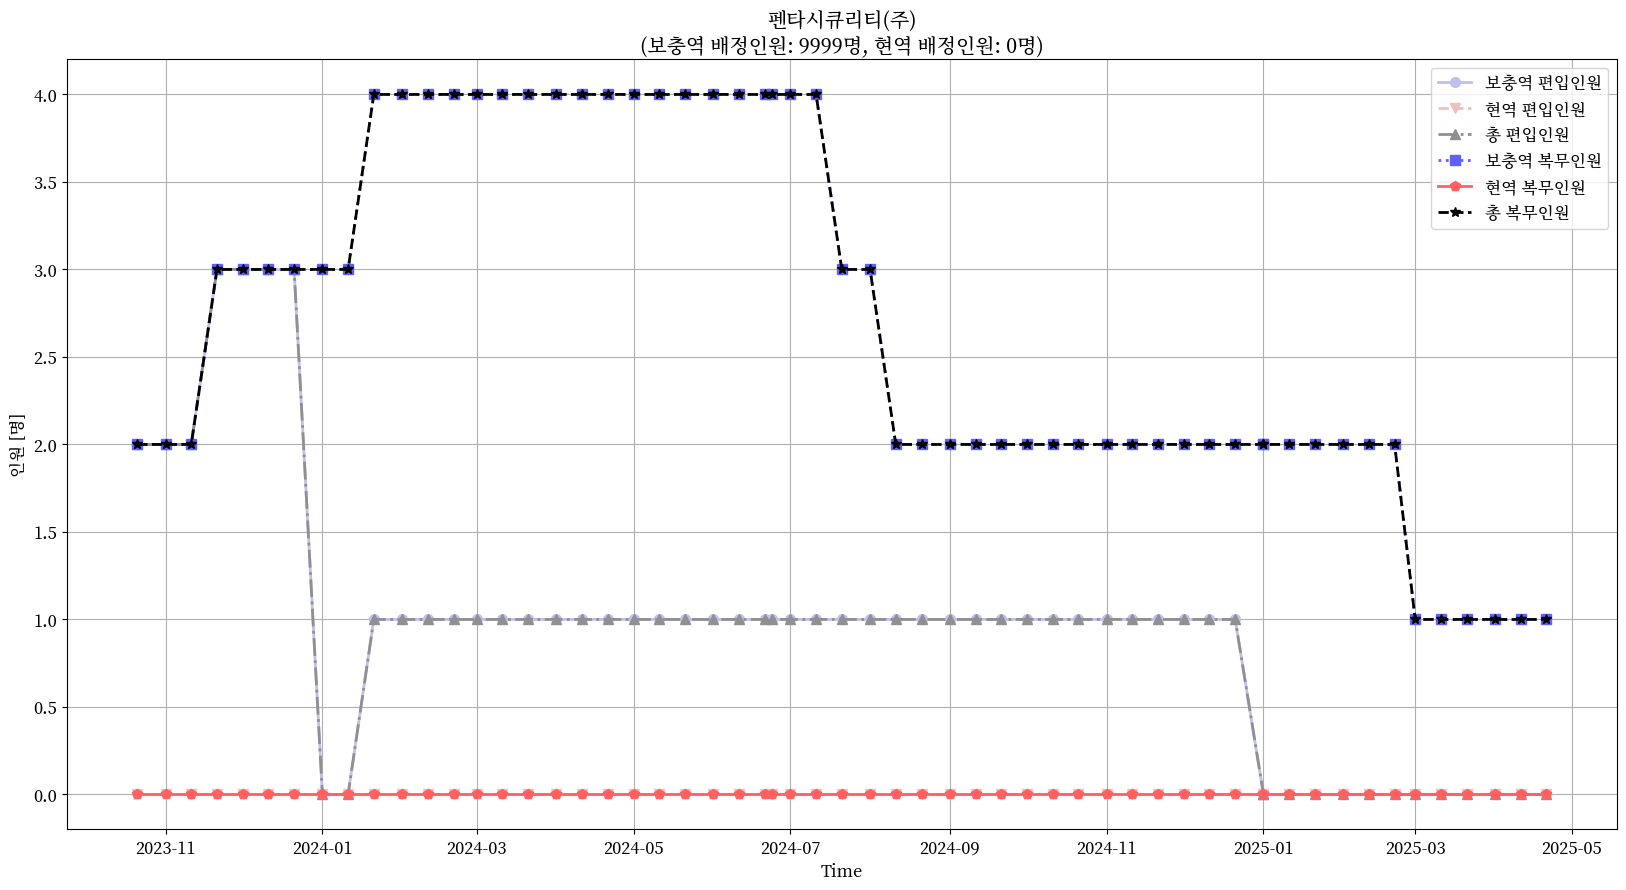 펜타시큐리티(주)
(보충역 배정인원: 9999명, 현역 배정인원: 0명)
보충역 편입인원
현역 편입인원
총 편입인원
보충역 복무인원
현역 복무인원
총 복무인원
인원 [명]
4.0
3.5
3.0
2.5
2.0
1.5
1.0
0.5
0.0
2023-11 2024-01 2024-03 2024-05 2024-07 2024-09 2024-11 2025-01 2025-03 2025-05
Time